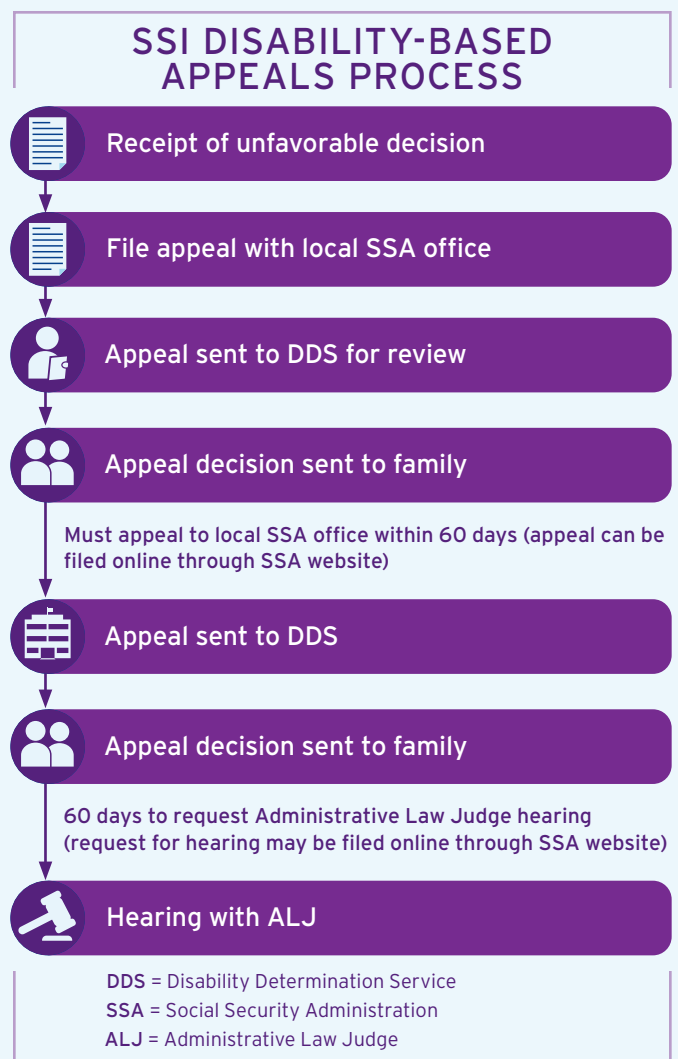 SSI DISABILITY-BASED
APPEALS PROCESS
Receipt of unfavorable decision
File appeal with local SSA office
Appeal sent to DDS for review
Appeal decision sent to family
Must appeal to local SSA office within 60 days (appeal can be
filed online through SSA website)
Appeal sent to DDS
Appeal decision sent to family
60 days to request Administrative Law Judge hearing
(request for hearing may be filed online through SSA website)
Hearing with ALJ
DDS = Disability Determination Service
SSA = Social Security Administration
ALJ = Administrative Law Judge